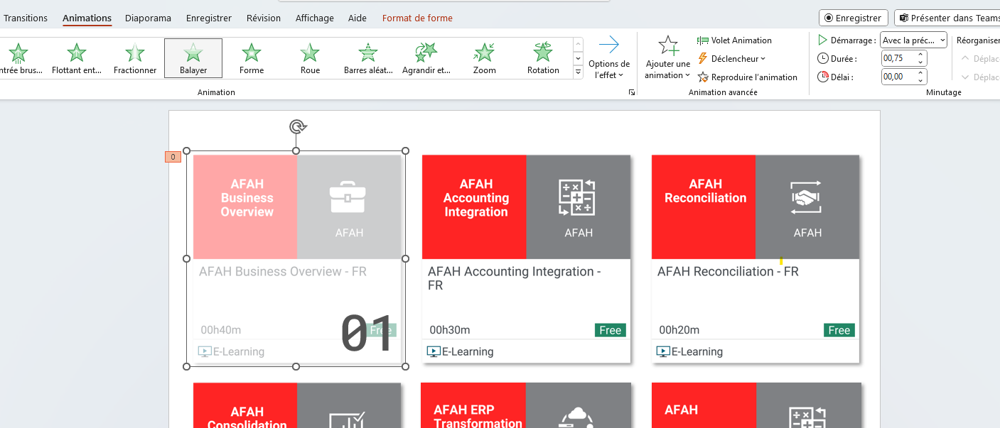 Transitions Animations Diaporama Enregistrer Révision Affichage Aide Format de forme Enregistrer Présenter dans Teams
Volet Animation Démarrage : Avec la préc... Réorganiser
Déclencheur Durée : 00,75 Déplac
ntrée brus... Flottant ent... Fractionner Balayer Forme Roue Barres aléat... Agrandir et... Zoom Rotation
Options de l'effet
Ajouter une animation
Reproduire l'animation Délai : 00,00 Déplac
Animation Animation avancée Minutage
0
AFAH
Business
Overview
AFAH
AFAH Business Overview - FR
00h40m
01
Free
E-Learning
AFAH
Accounting
Integration
AFAH
AFAH Accounting Integration -
FR
00h30m Free
E-Learning
AFAH
Reconciliation
AFAH
AFAH Reconciliation - FR
00h20m Free
E-Learning
AFAH
Consolidation
AFAH ERP
Transformation
AFAH